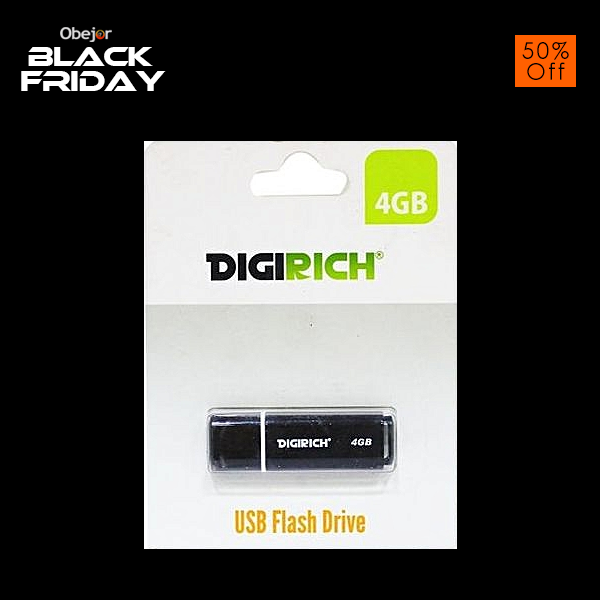 Obejor
BLACK
FRIDAY
50%
Off
4GB
DIGIRICH®
DIGIRICH® 4GB
USB Flash Drive